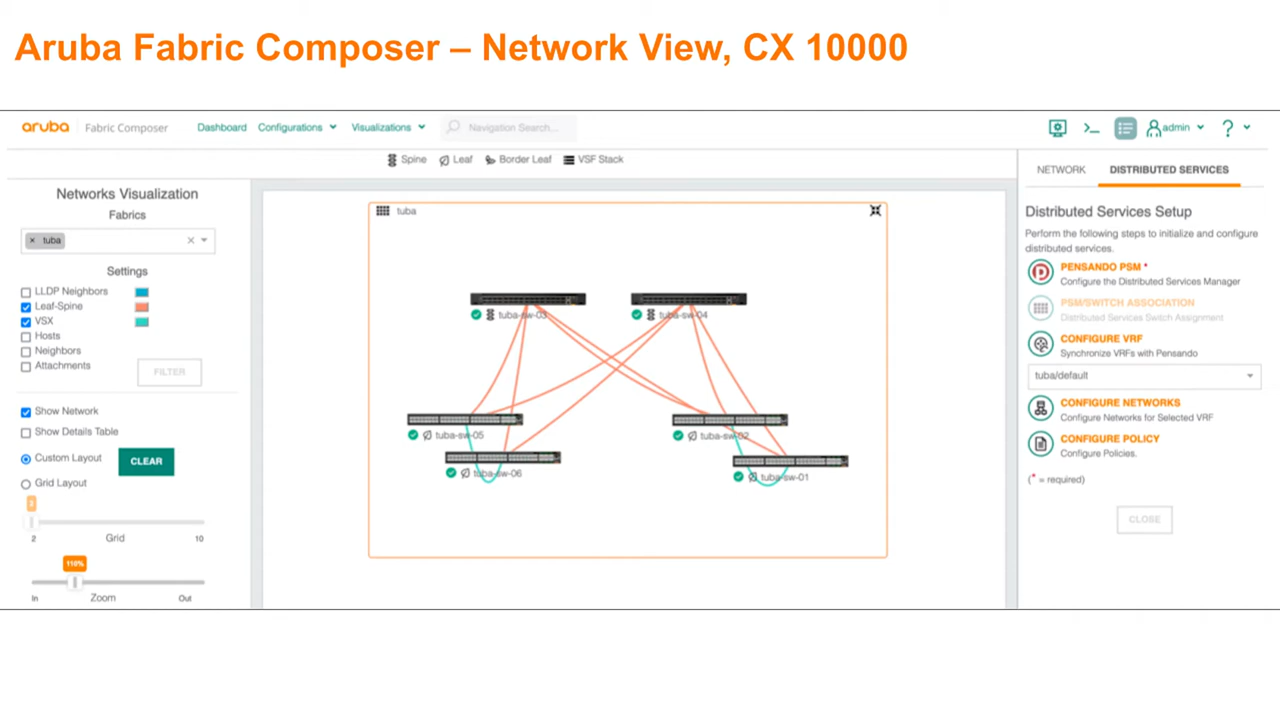 Aruba Fabric Composer – Network View, CX 10000
aruba Fabric Composer Dashboard Configurations Visualizations Navigation Search... admin ?
Spine Leaf Border Leaf VSF Stack
Networks Visualization
Fabrics
× tuba ×
Settings
LLDP Neighbors
Leaf-Spine
VSX
Hosts
Neighbors
Attachments
FILTER
Show Network
Show Details Table
Custom Layout
CLEAR
Grid Layout
2 Grid 10
116%
In Zoom Out
tuba
tuba-sw-03 tuba-sw-04
tuba-sw-05 tuba-sw-02
tuba-sw-06 tuba-sw-01
NETWORK DISTRIBUTED SERVICES
Distributed Services Setup
Perform the following steps to initialize and configure
distributed services.
PENSANDO PSM *
Configure the Distributed Services Manager
PSM/SWITCH ASSOCIATION
Distributed Services Switch Assignment
CONFIGURE VRF
Synchronize VRFs with Pensando
tuba/default
CONFIGURE NETWORKS
Configure Networks for Selected VRF
CONFIGURE POLICY
Configure Policies.
(* = required)
CLOSE